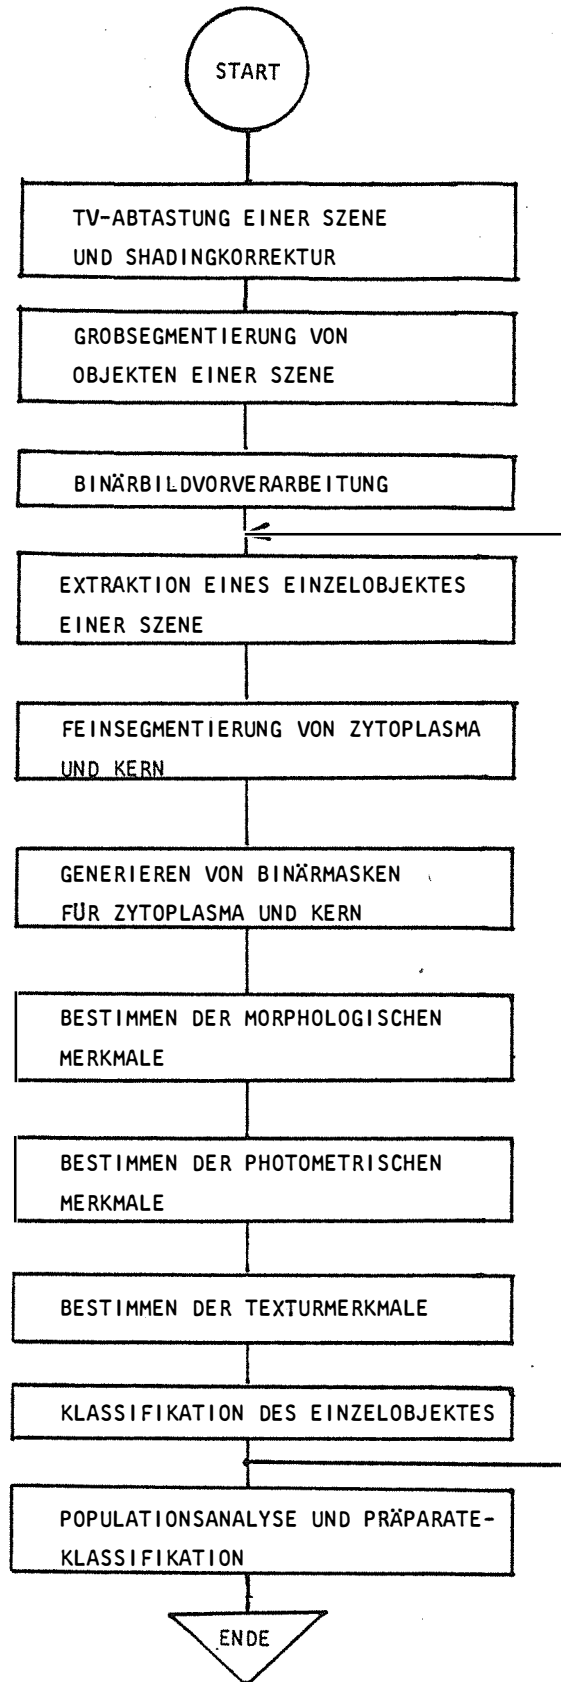 START
TV-ABTASTUNG EINER SZENE
UND SHADINGKORREKTUR
GROBSEGMENTIERUNG VON
OBJEKTEN EINER SZENE
BINÄRBILDVORVERARBEITUNG
EXTRAKTION EINES EINZELOBJEKTES
EINER SZENE
FEINSEGMENTIERUNG VON ZYTOPLASMA
UND KERN
GENERIEREN VON BINÄRMASKEN
FÜR ZYTOPLASMA UND KERN
BESTIMMEN DER MORPHOLOGISCHEN
MERKMALE
BESTIMMEN DER PHOTOMETRISCHEN
MERKMALE
BESTIMMEN DER TEXTURMERKMALE
KLASSIFIKATION DES EINZELOBJEKTES
POPULATIONSANALYSE UND PRÄPARATE-
KLASSIFIKATION
ENDE